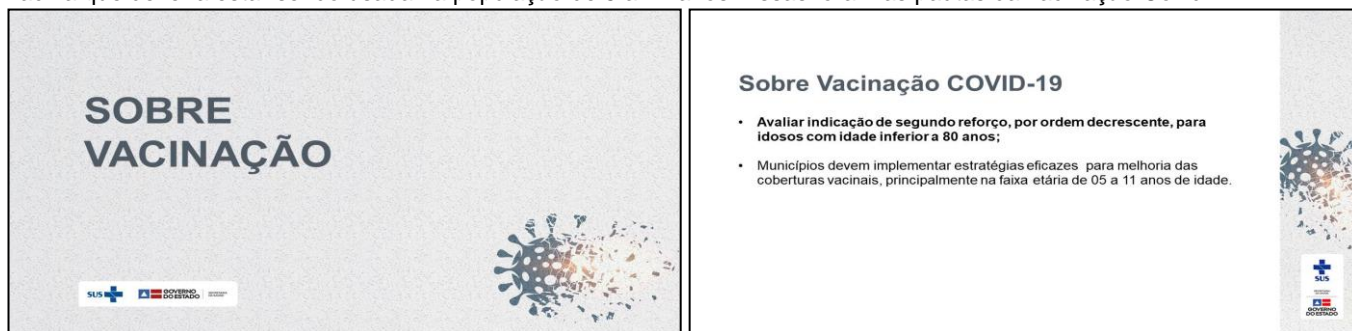 SOBRE
VACINAÇÃO
SUS
GOVERNO
DO ESTADO
Sobre Vacinação COVID-19
• Avaliar indicação de segundo reforço, por ordem decrescente, para
idosos com idade inferior a 80 anos;
• Municípios devem implementar estratégias eficazes para melhoria das
coberturas vacinais, principalmente na faixa etária de 05 a 11 anos de idade.
SUS
GOVERNO
DO ESTADO